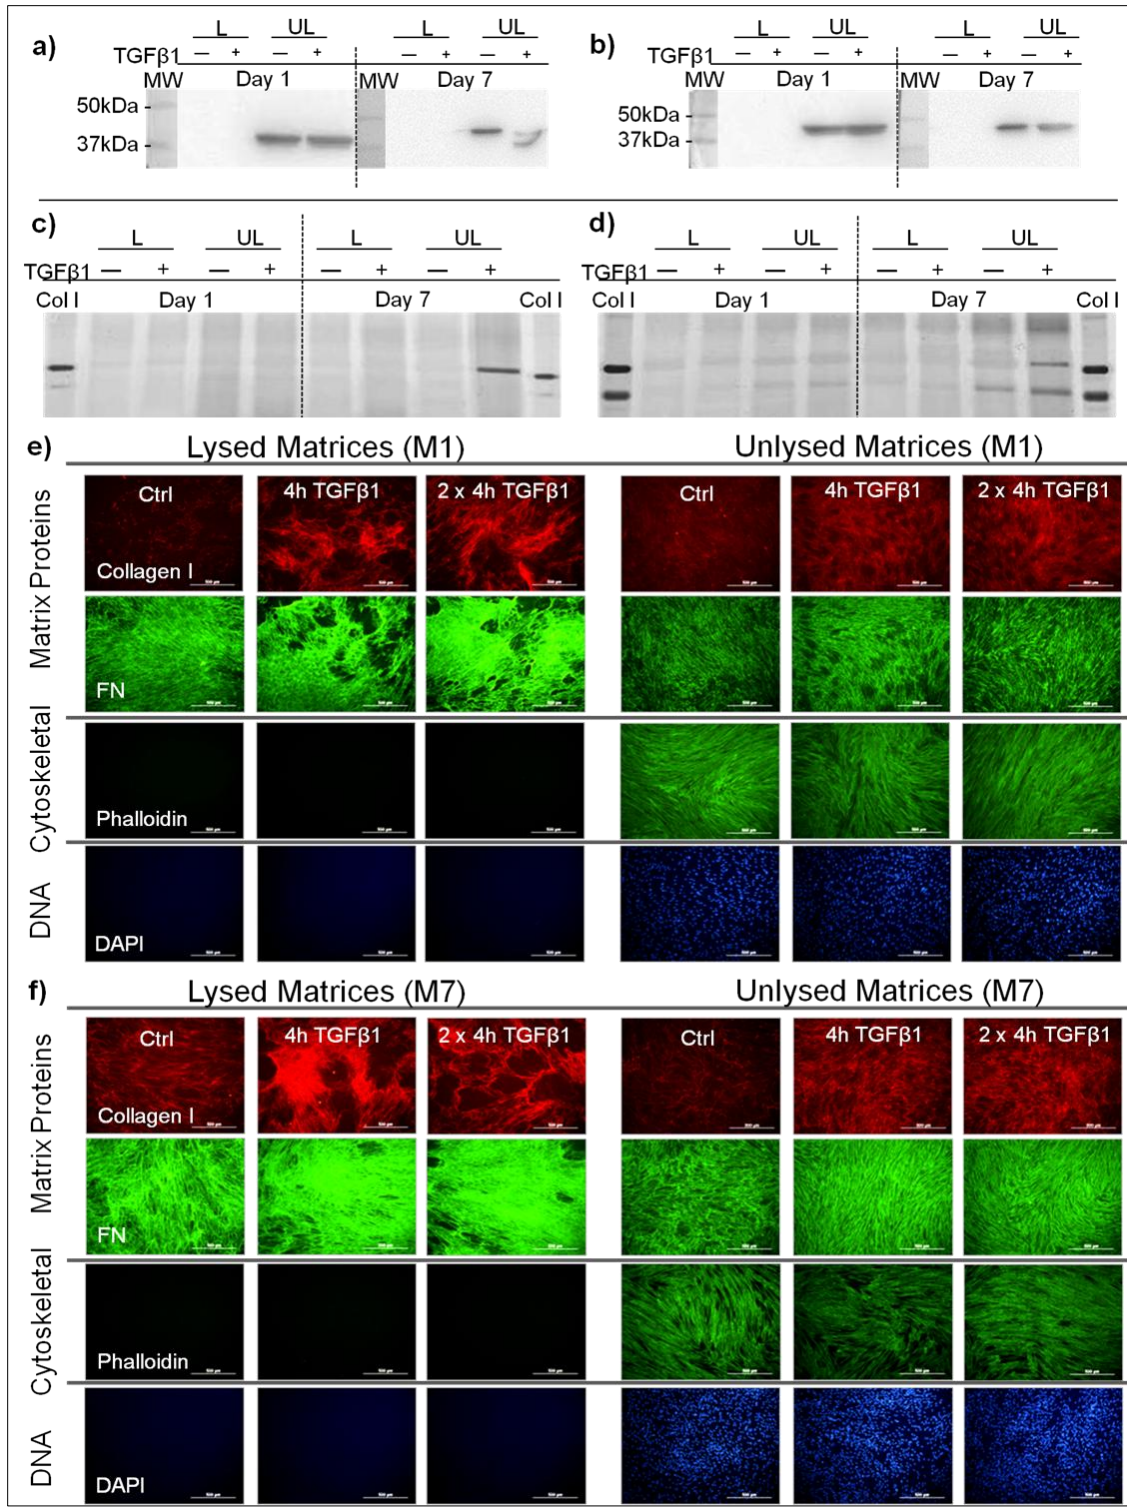 a)
L UL L UL
TGFβ1 — + — + — + — +
MW Day 1 MW Day 7
50kDa
37kDa
b)
L UL L UL
TGFβ1 — + — + — + — +
MW Day 1 MW Day 7
50kDa
37kDa
c)
L UL L UL
TGFβ1 — + — + — + — +
Col I Day 1 Day 7 Col I
d)
L UL L UL
TGFβ1 — + — + — + — +
Col I Day 1 Day 7 Col I
e)
Lysed Matrices (M1) Unlysed Matrices (M1)
Matrix Proteins
Ctrl 4h TGFβ1 2 x 4h TGFβ1 Ctrl 4h TGFβ1 2 x 4h TGFβ1
Collagen I
FN
Cytoskeletal
Phalloidin
DNA
DAPI
f)
Lysed Matrices (M7) Unlysed Matrices (M7)
Matrix Proteins
Ctrl 4h TGFβ1 2 x 4h TGFβ1 Ctrl 4h TGFβ1 2 x 4h TGFβ1
Collagen I
FN
Cytoskeletal
Phalloidin
DNA
DAPI